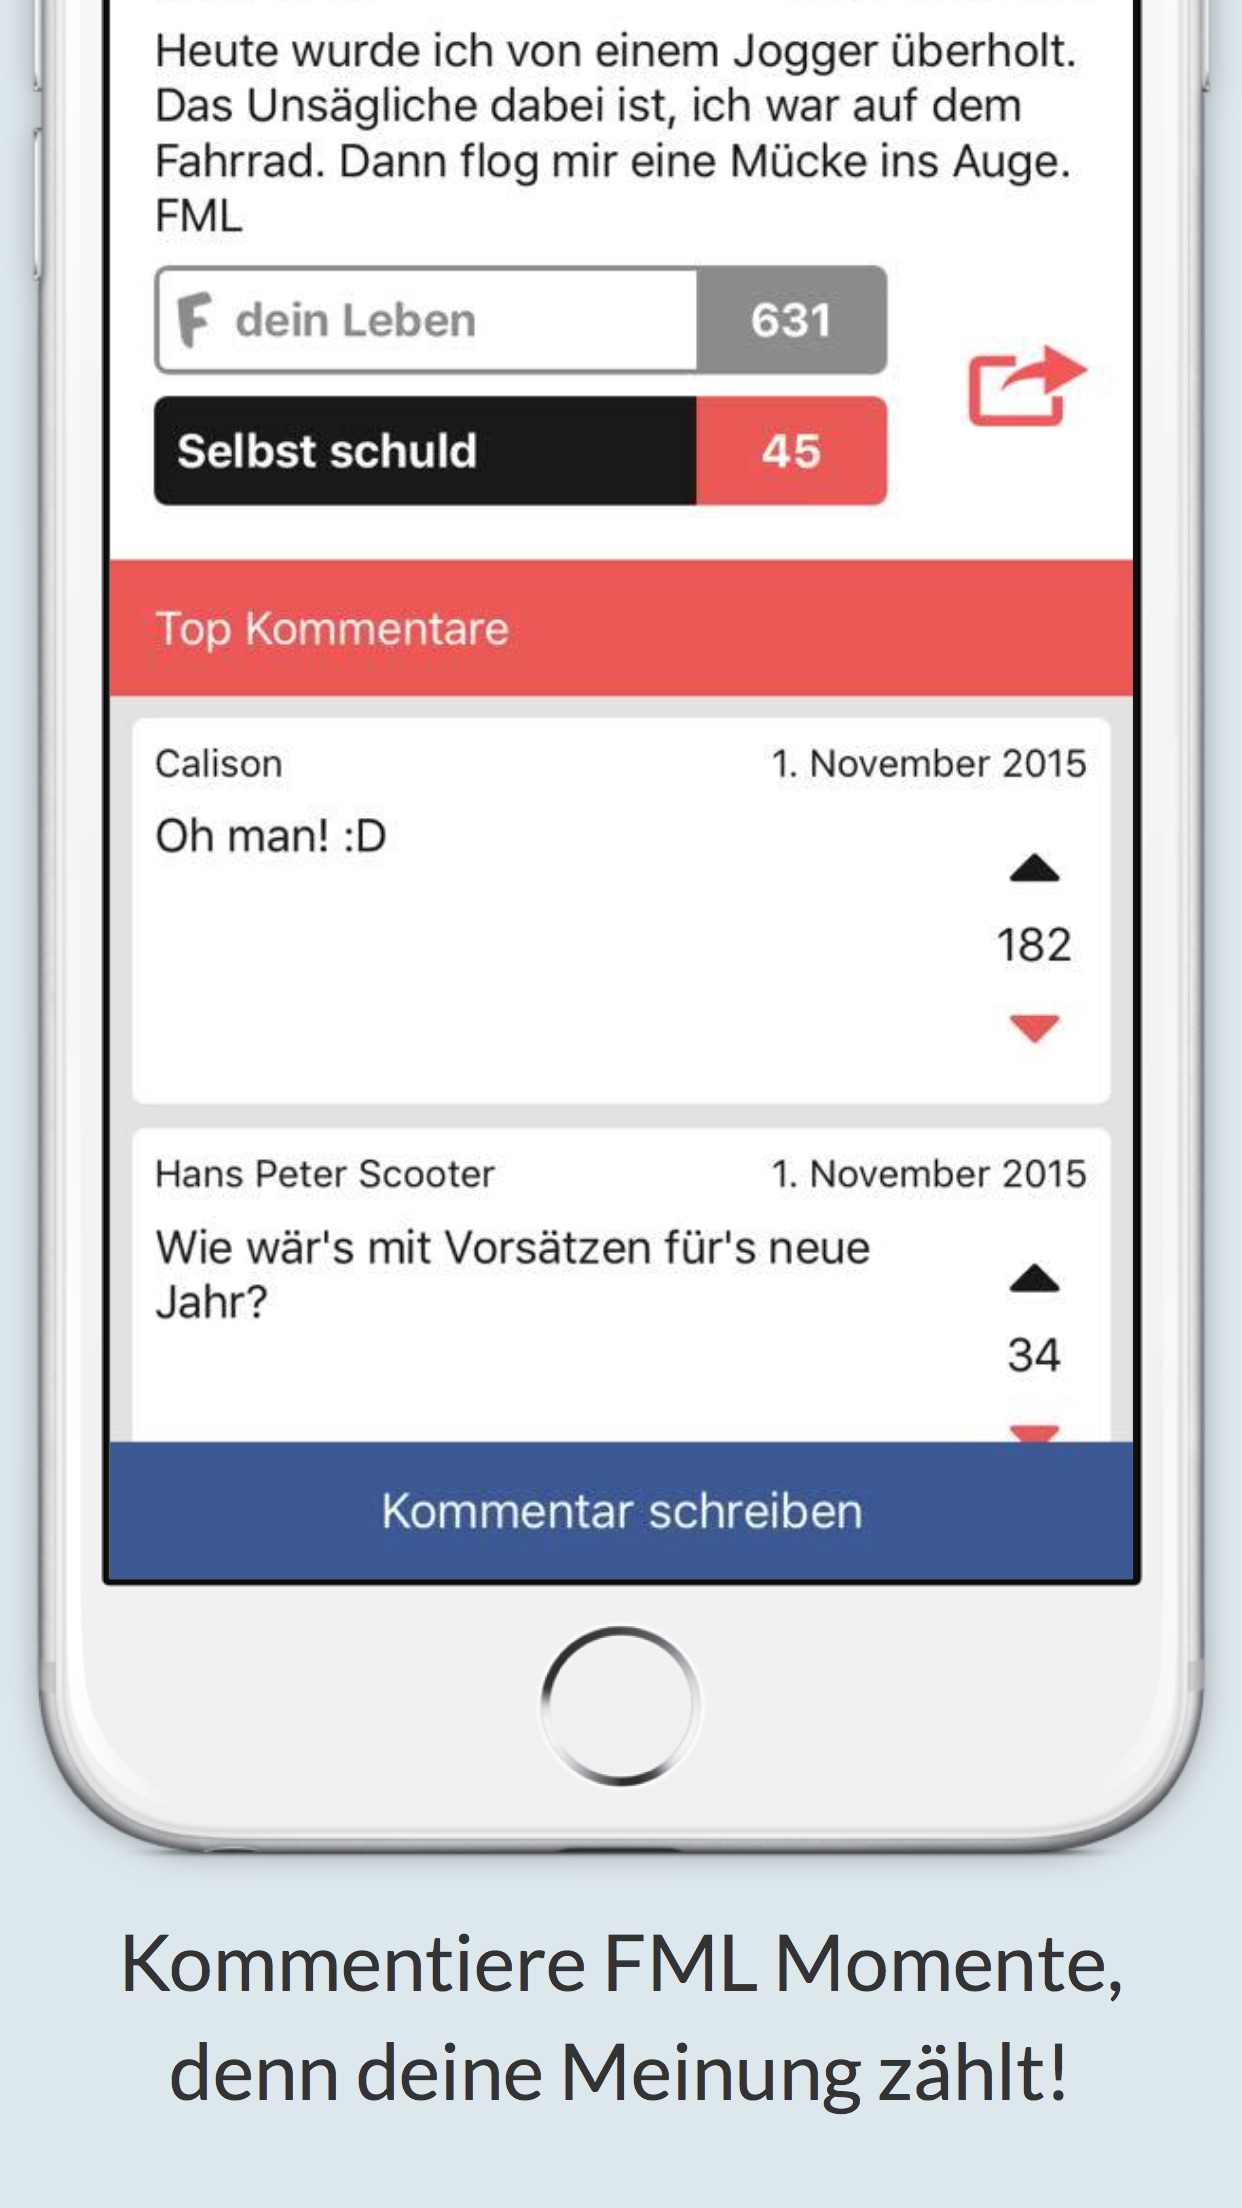 Heute wurde ich von einem Jogger überholt.
Das Unsägliche dabei ist, ich war auf dem
Fahrrad. Dann flog mir eine Mücke ins Auge.
FML
F dein Leben 631
Selbst schuld 45
Top Kommentare
Calison 1. November 2015
Oh man! :D
182
Hans Peter Scooter 1. November 2015
Wie wär's mit Vorsätzen für's neue
Jahr?
34
Kommentar schreiben
Kommentiere FML Momente,
denn deine Meinung zählt!